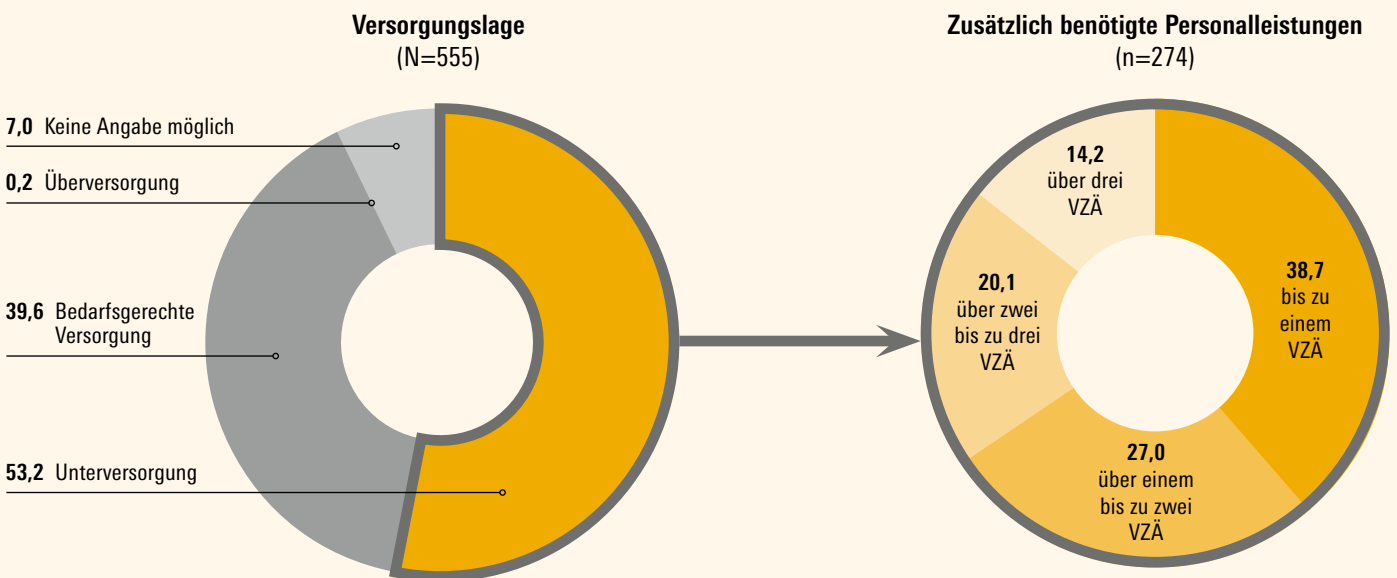 Versorgungslage
(N=555)
7,0 Keine Angabe möglich
0,2 Überversorgung
39,6 Bedarfsgerechte
Versorgung
53,2 Unterversorgung
Zusätzlich benötigte Personalleistungen
(n=274)
14,2
über drei
VZÄ
38,7
bis zu
einem
VZÄ
20,1
über zwei
bis zu drei
VZÄ
27,0
über einem
bis zu zwei
VZÄ